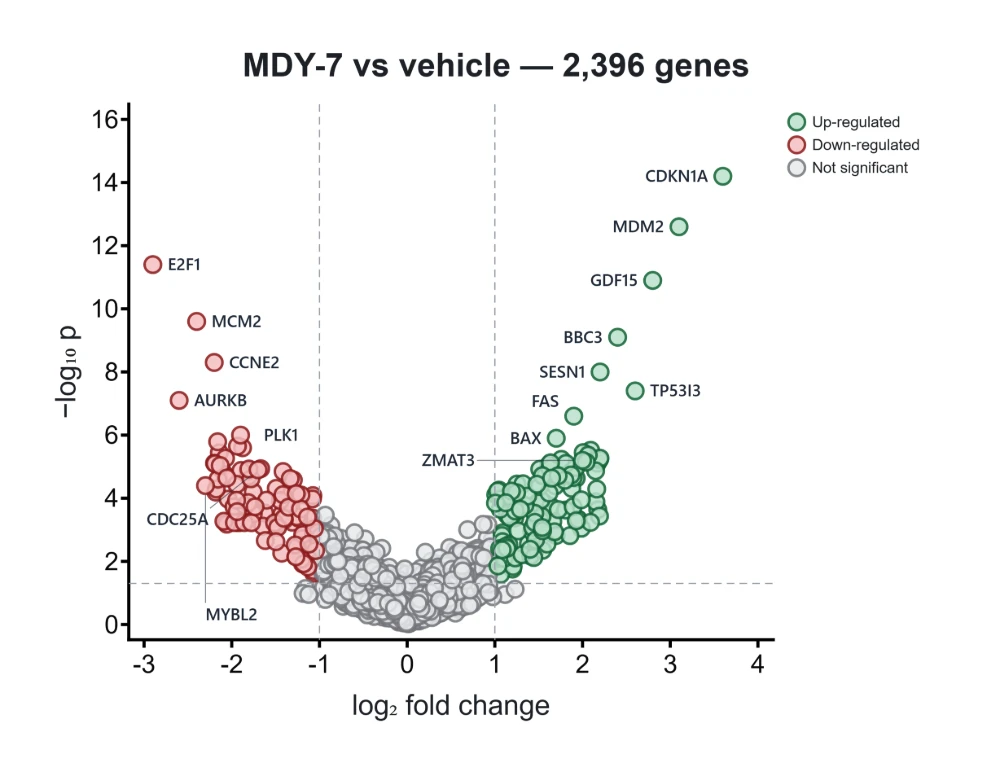 MDY-7 vs vehicle — 2,396 genes
Up-regulated
Down-regulated
Not significant
−log₁₀ p
16
14
12
10
8
6
4
2
0
CDKN1A
MDM2
E2F1
GDF15
MCM2
BBC3
CCNE2
SESN1
TP53I3
AURKB
FAS
PLK1
BAX
ZMAT3
CDC25A
MYBL2
-3
-2
-1
0
1
2
3
4
log₂ fold change